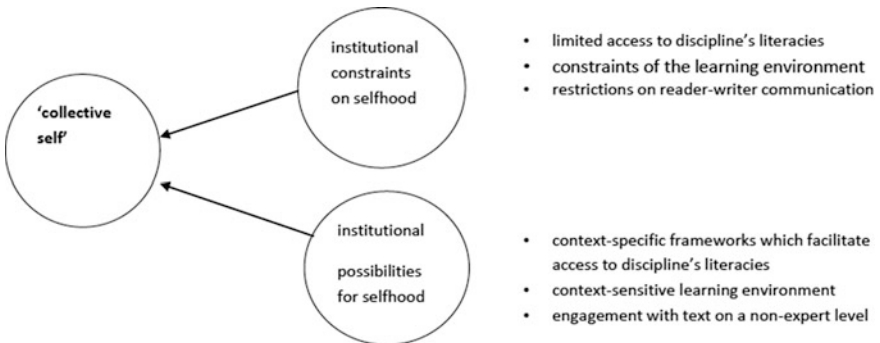 ‘collective
self’
institutional
constraints
on selfhood
• limited access to discipline’s literacies
• constraints of the learning environment
• restrictions on reader-writer communication
institutional
possibilities
for selfhood
• context-specific frameworks which facilitate
access to discipline’s literacies
• context-sensitive learning environment
• engagement with text on a non-expert level